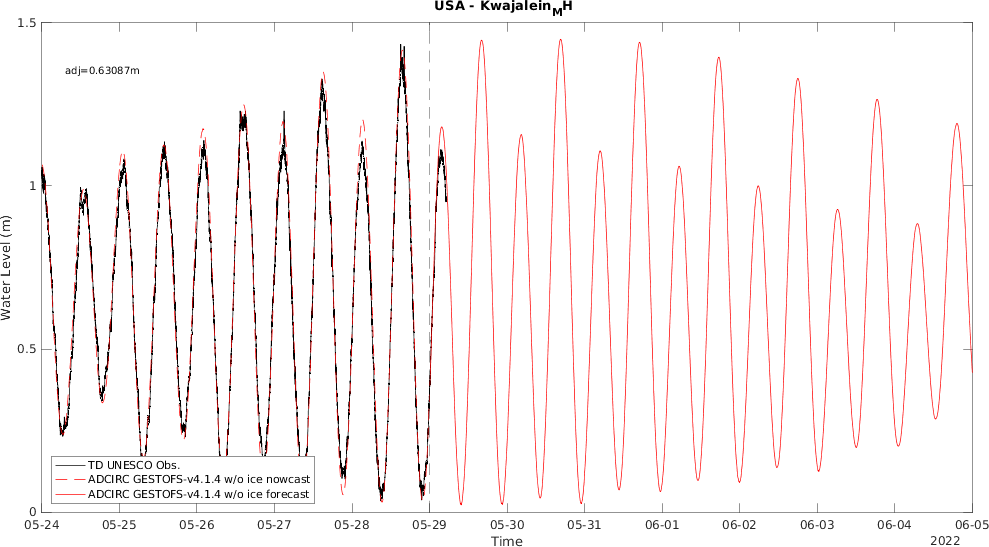 USA - Kwajalein_MH
adj=0.63087m
Water Level (m)
1.5
1
0.5
0
TD UNESCO Obs.
ADCIRC GESTOFS-v4.1.4 w/o ice nowcast
ADCIRC GESTOFS-v4.1.4 w/o ice forecast
05-24 05-25 05-26 05-27 05-28 05-29 05-30 05-31 06-01 06-02 06-03 06-04 06-05
Time
2022